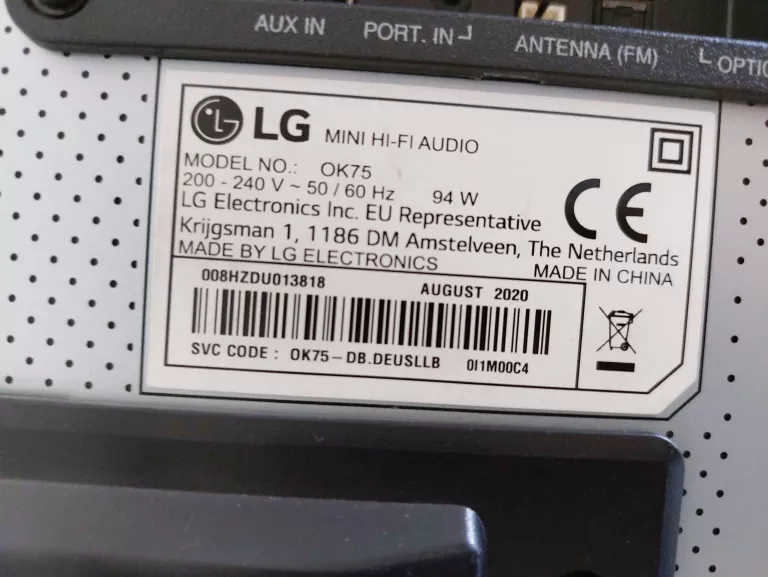 AUX IN
PORT. IN
ANTENNA (FM)
OPTIC
LG MINI HI-FI AUDIO
MODEL NO.: OK75
200 - 240 V ~ 50 / 60 Hz 94 W
LG Electronics Inc. EU Representative
Krijgsman 1, 1186 DM Amstelveen, The Netherlands
MADE BY LG ELECTRONICS MADE IN CHINA
CE
008HZDU013818 AUGUST 2020
SVC CODE : OK75-DB.DEUSLLB 0I1M00C4